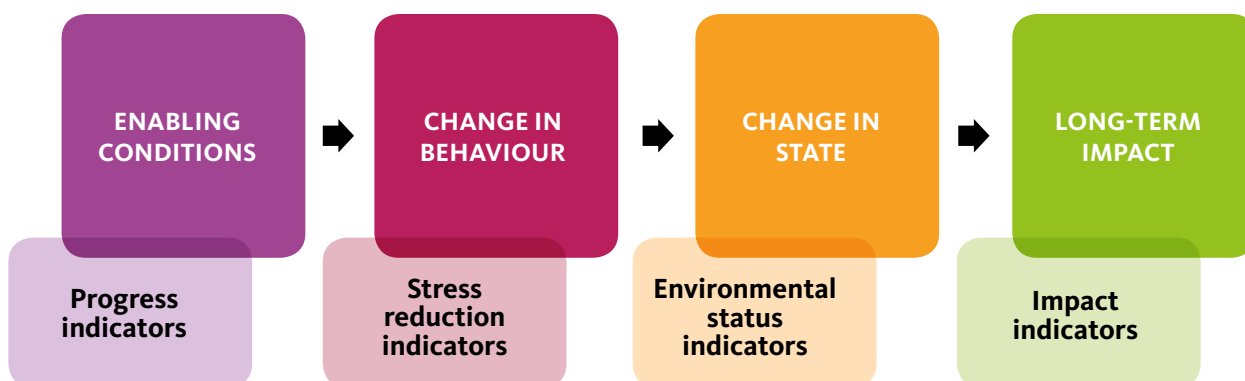 ENABLING
CONDITIONS
CHANGE IN
BEHAVIOUR
CHANGE IN
STATE
LONG-TERM
IMPACT
Progress
indicators
Stress
reduction
indicators
Environmental
status
indicators
Impact
indicators